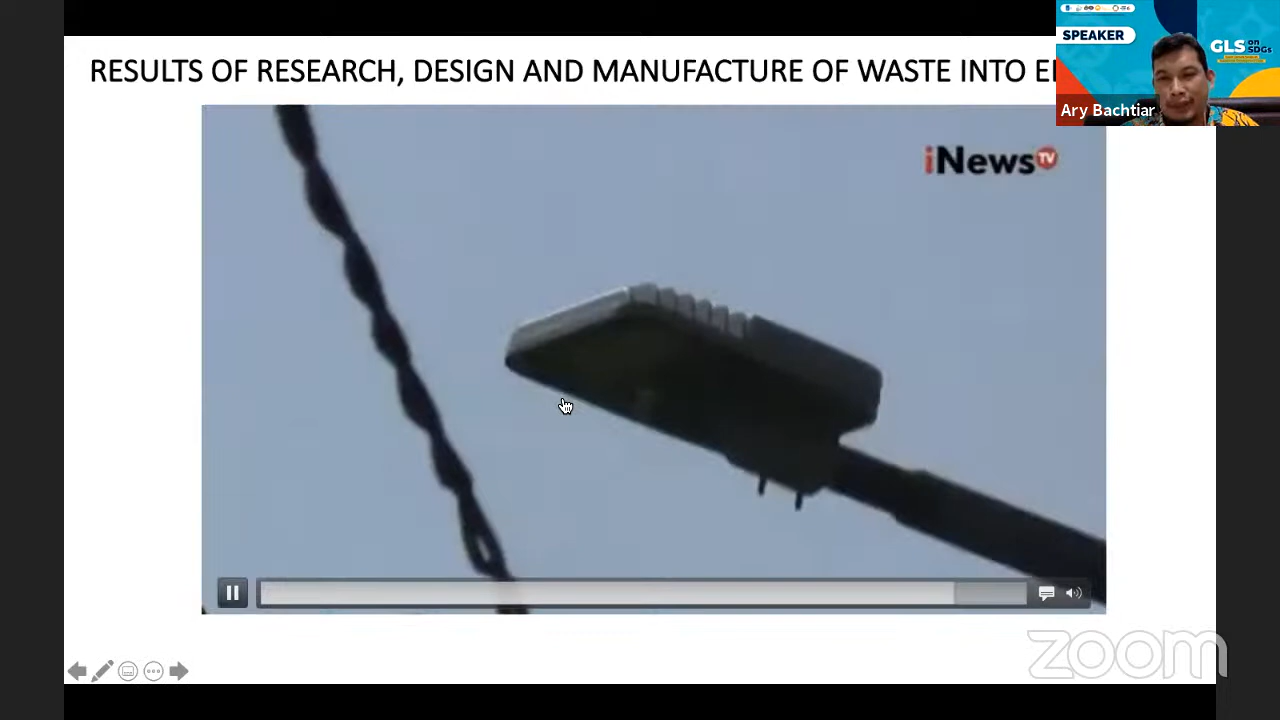 RESULTS OF RESEARCH, DESIGN AND MANUFACTURE OF WASTE INTO
SPEAKER
GLS on SDGs
Ary Bachtiar
iNews TV
zoom